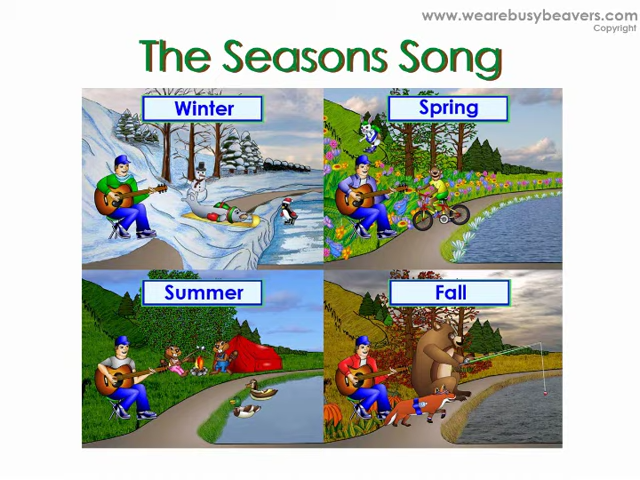 www.wearebusybeavers.com
Copyright
The Seasons Song
Winter
Spring
Summer
Fall